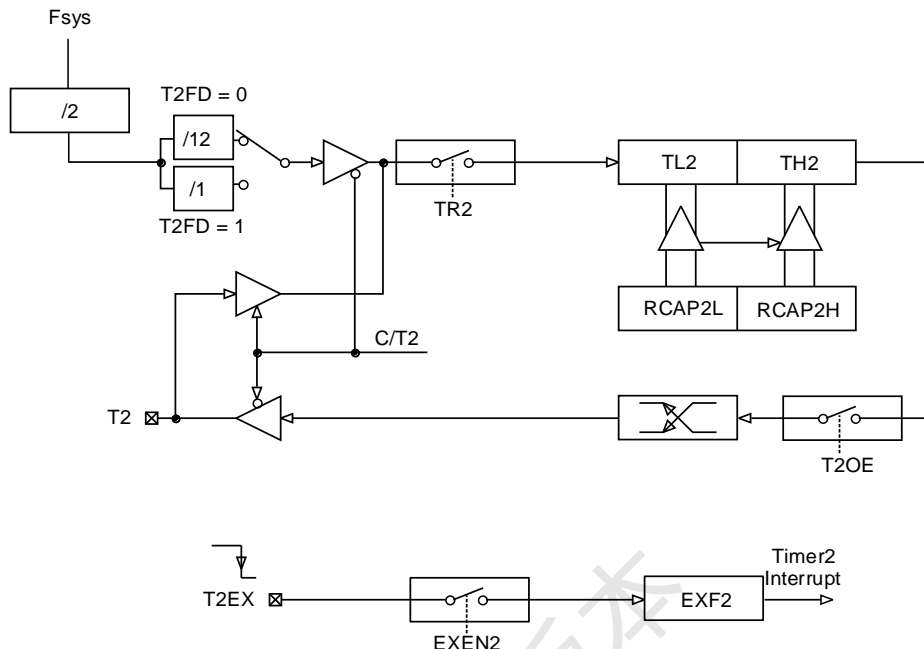 Fsys
/2
T2FD = 0
/12
/1
T2FD = 1
TR2
TL2
TH2
RCAP2L
RCAP2H
C/T2
T2
T2OE
T2EX
EXEN2
EXF2
Timer2
Interrupt
本